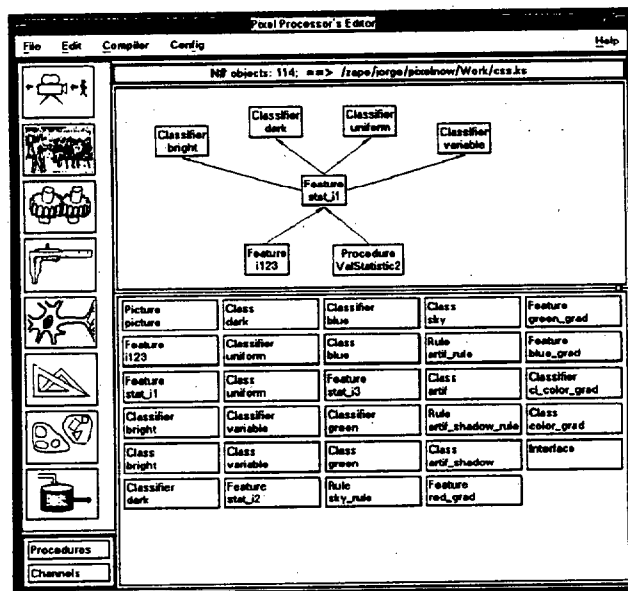 Pixel Processor's Editor
File Edit Compiler Config Help
Nº objects: 114; ==> /zape/jorge/pixelnow/Work/css.ks
Classifier
bright
Classifier
dark
Classifier
uniform
Classifier
variable
Feature
stat_i1
Feature
i123
Procedure
ValStatistic2
Picture
picture
Class
dark
Classifier
blue
Class
sky
Feature
green_grad
Feature
i123
Classifier
uniform
Class
blue
Rule
artif_rule
Feature
blue_grad
Feature
stat_i1
Class
uniform
Feature
stat_i3
Class
artif
Classifier
cl_color_grad
Classifier
bright
Classifier
variable
Classifier
green
Rule
artif_shadow_rule
Class
color_grad
Class
bright
Class
variable
Class
green
Class
artif_shadow
Interface
Classifier
dark
Feature
stat_i2
Rule
sky_rule
Feature
red_grad
Procedures
Channels